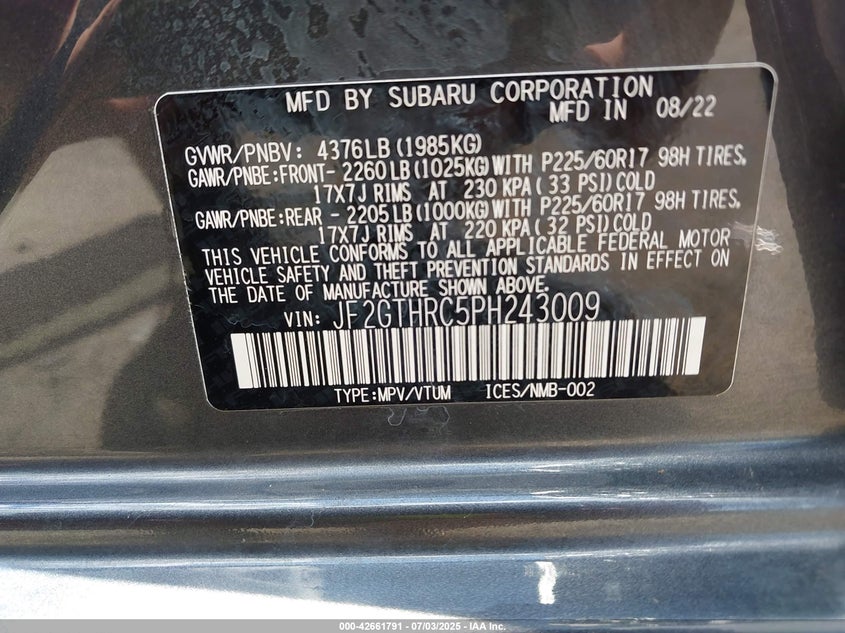 MFD BY SUBARU CORPORATION
MFD IN 08/22
GVWR/PNBV: 4376LB (1985KG)
GAWR/PNBE:FRONT- 2260LB (1025KG) WITH P225/60R17 98H TIRES,
17X7J RIMS AT 230 KPA ( 33 PSI) COLD
GAWR/PNBE:REAR - 2205LB (1000KG) WITH P225/60R17 98H TIRES,
17X7J RIMS AT 220 KPA ( 32 PSI) COLD
THIS VEHICLE CONFORMS TO ALL APPLICABLE FEDERAL MOTOR
VEHICLE SAFETY AND THEFT PREVENTION STANDARDS IN EFFECT ON
THE DATE OF MANUFACTURE SHOWN ABOVE.
VIN: JF2GTHRC5PH243009
TYPE:MPV/VTUM ICES/NMB-002
000-42661791 - 07/03/2025 - IAA Inc.